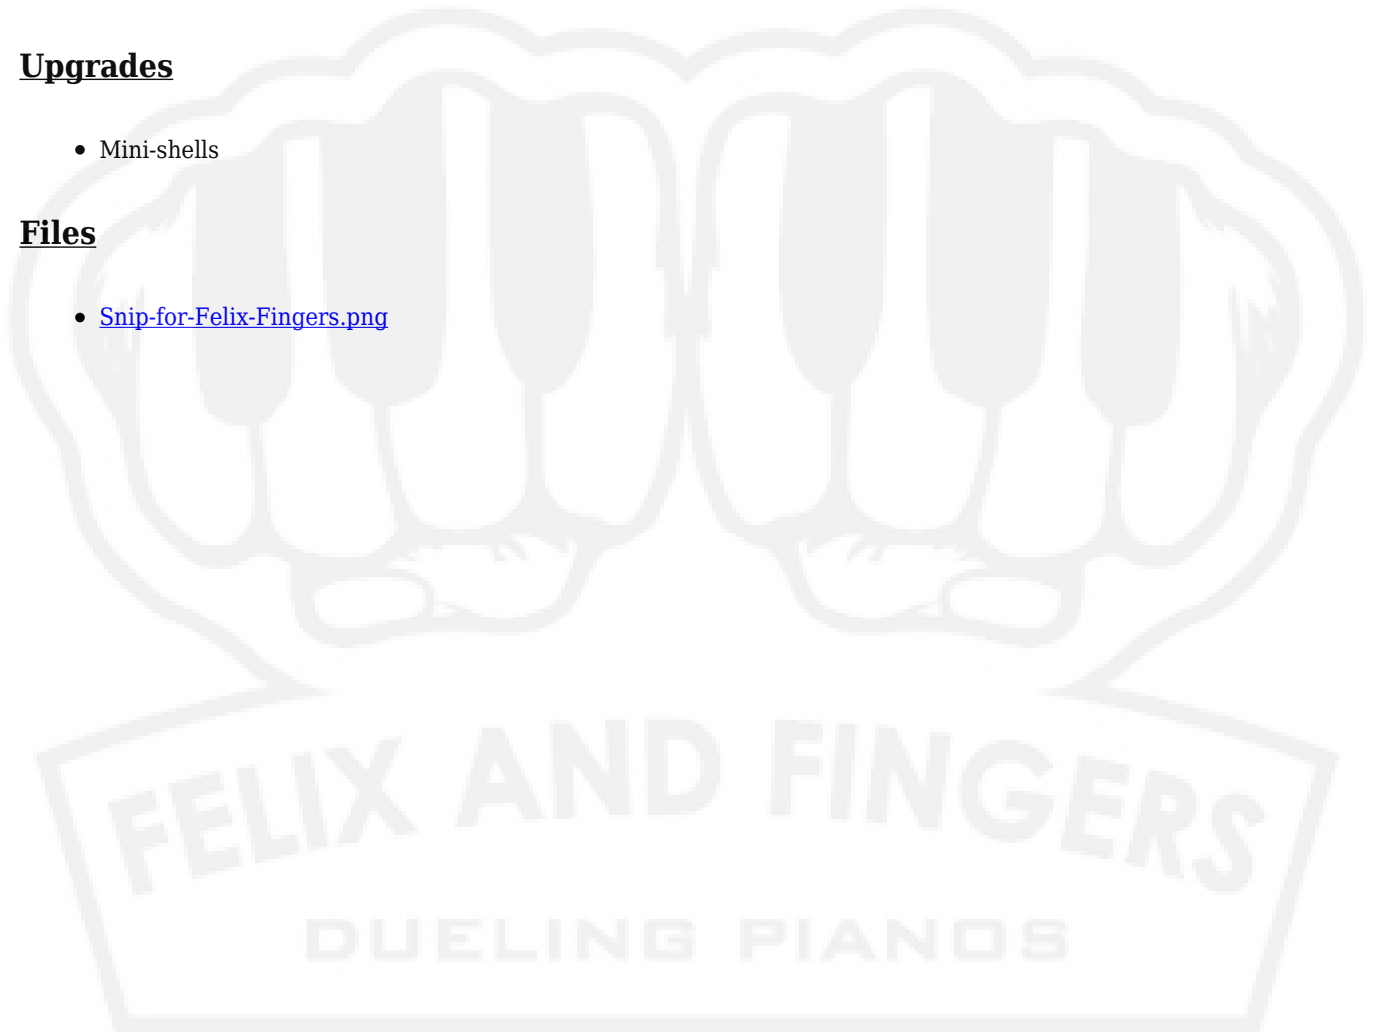 Upgrades
Mini-shells
Files
Snip-for-Felix-Fingers.png
FELIX AND FINGERS
DUELING PIANOS